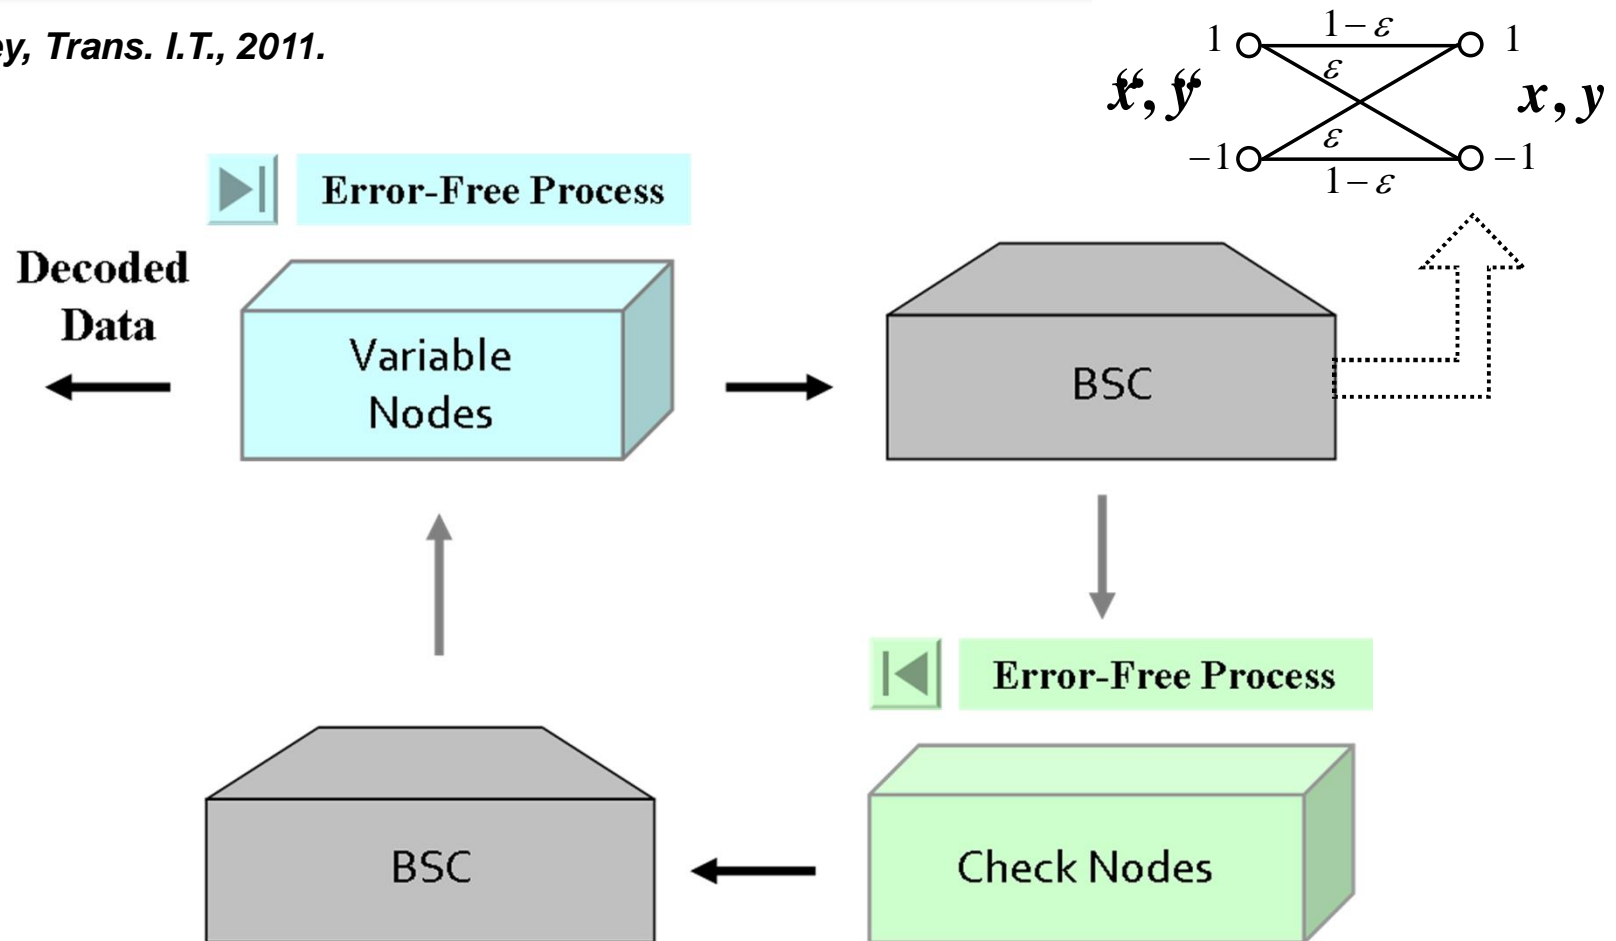 ey, Trans. I.T., 2011.
1 1 − ε 1
ε
x, y
ε
−1 1 − ε −1
Error-Free Process
Decoded
Data
Variable
Nodes
BSC
Error-Free Process
BSC
Check Nodes